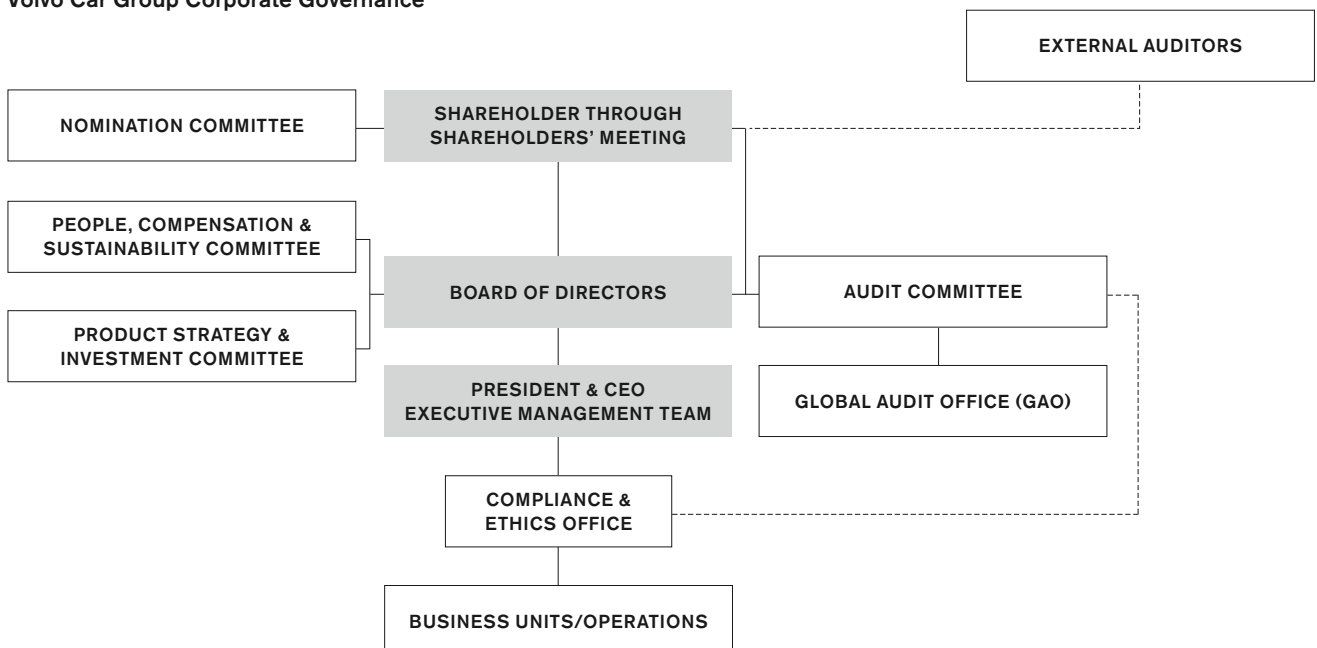 Volvo Car Group Corporate Governance
EXTERNAL AUDITORS
NOMINATION COMMITTEE
SHAREHOLDER THROUGH
SHAREHOLDERS’ MEETING
PEOPLE, COMPENSATION &
SUSTAINABILITY COMMITTEE
BOARD OF DIRECTORS
AUDIT COMMITTEE
PRODUCT STRATEGY &
INVESTMENT COMMITTEE
PRESIDENT & CEO
EXECUTIVE MANAGEMENT TEAM
GLOBAL AUDIT OFFICE (GAO)
COMPLIANCE &
ETHICS OFFICE
BUSINESS UNITS/OPERATIONS